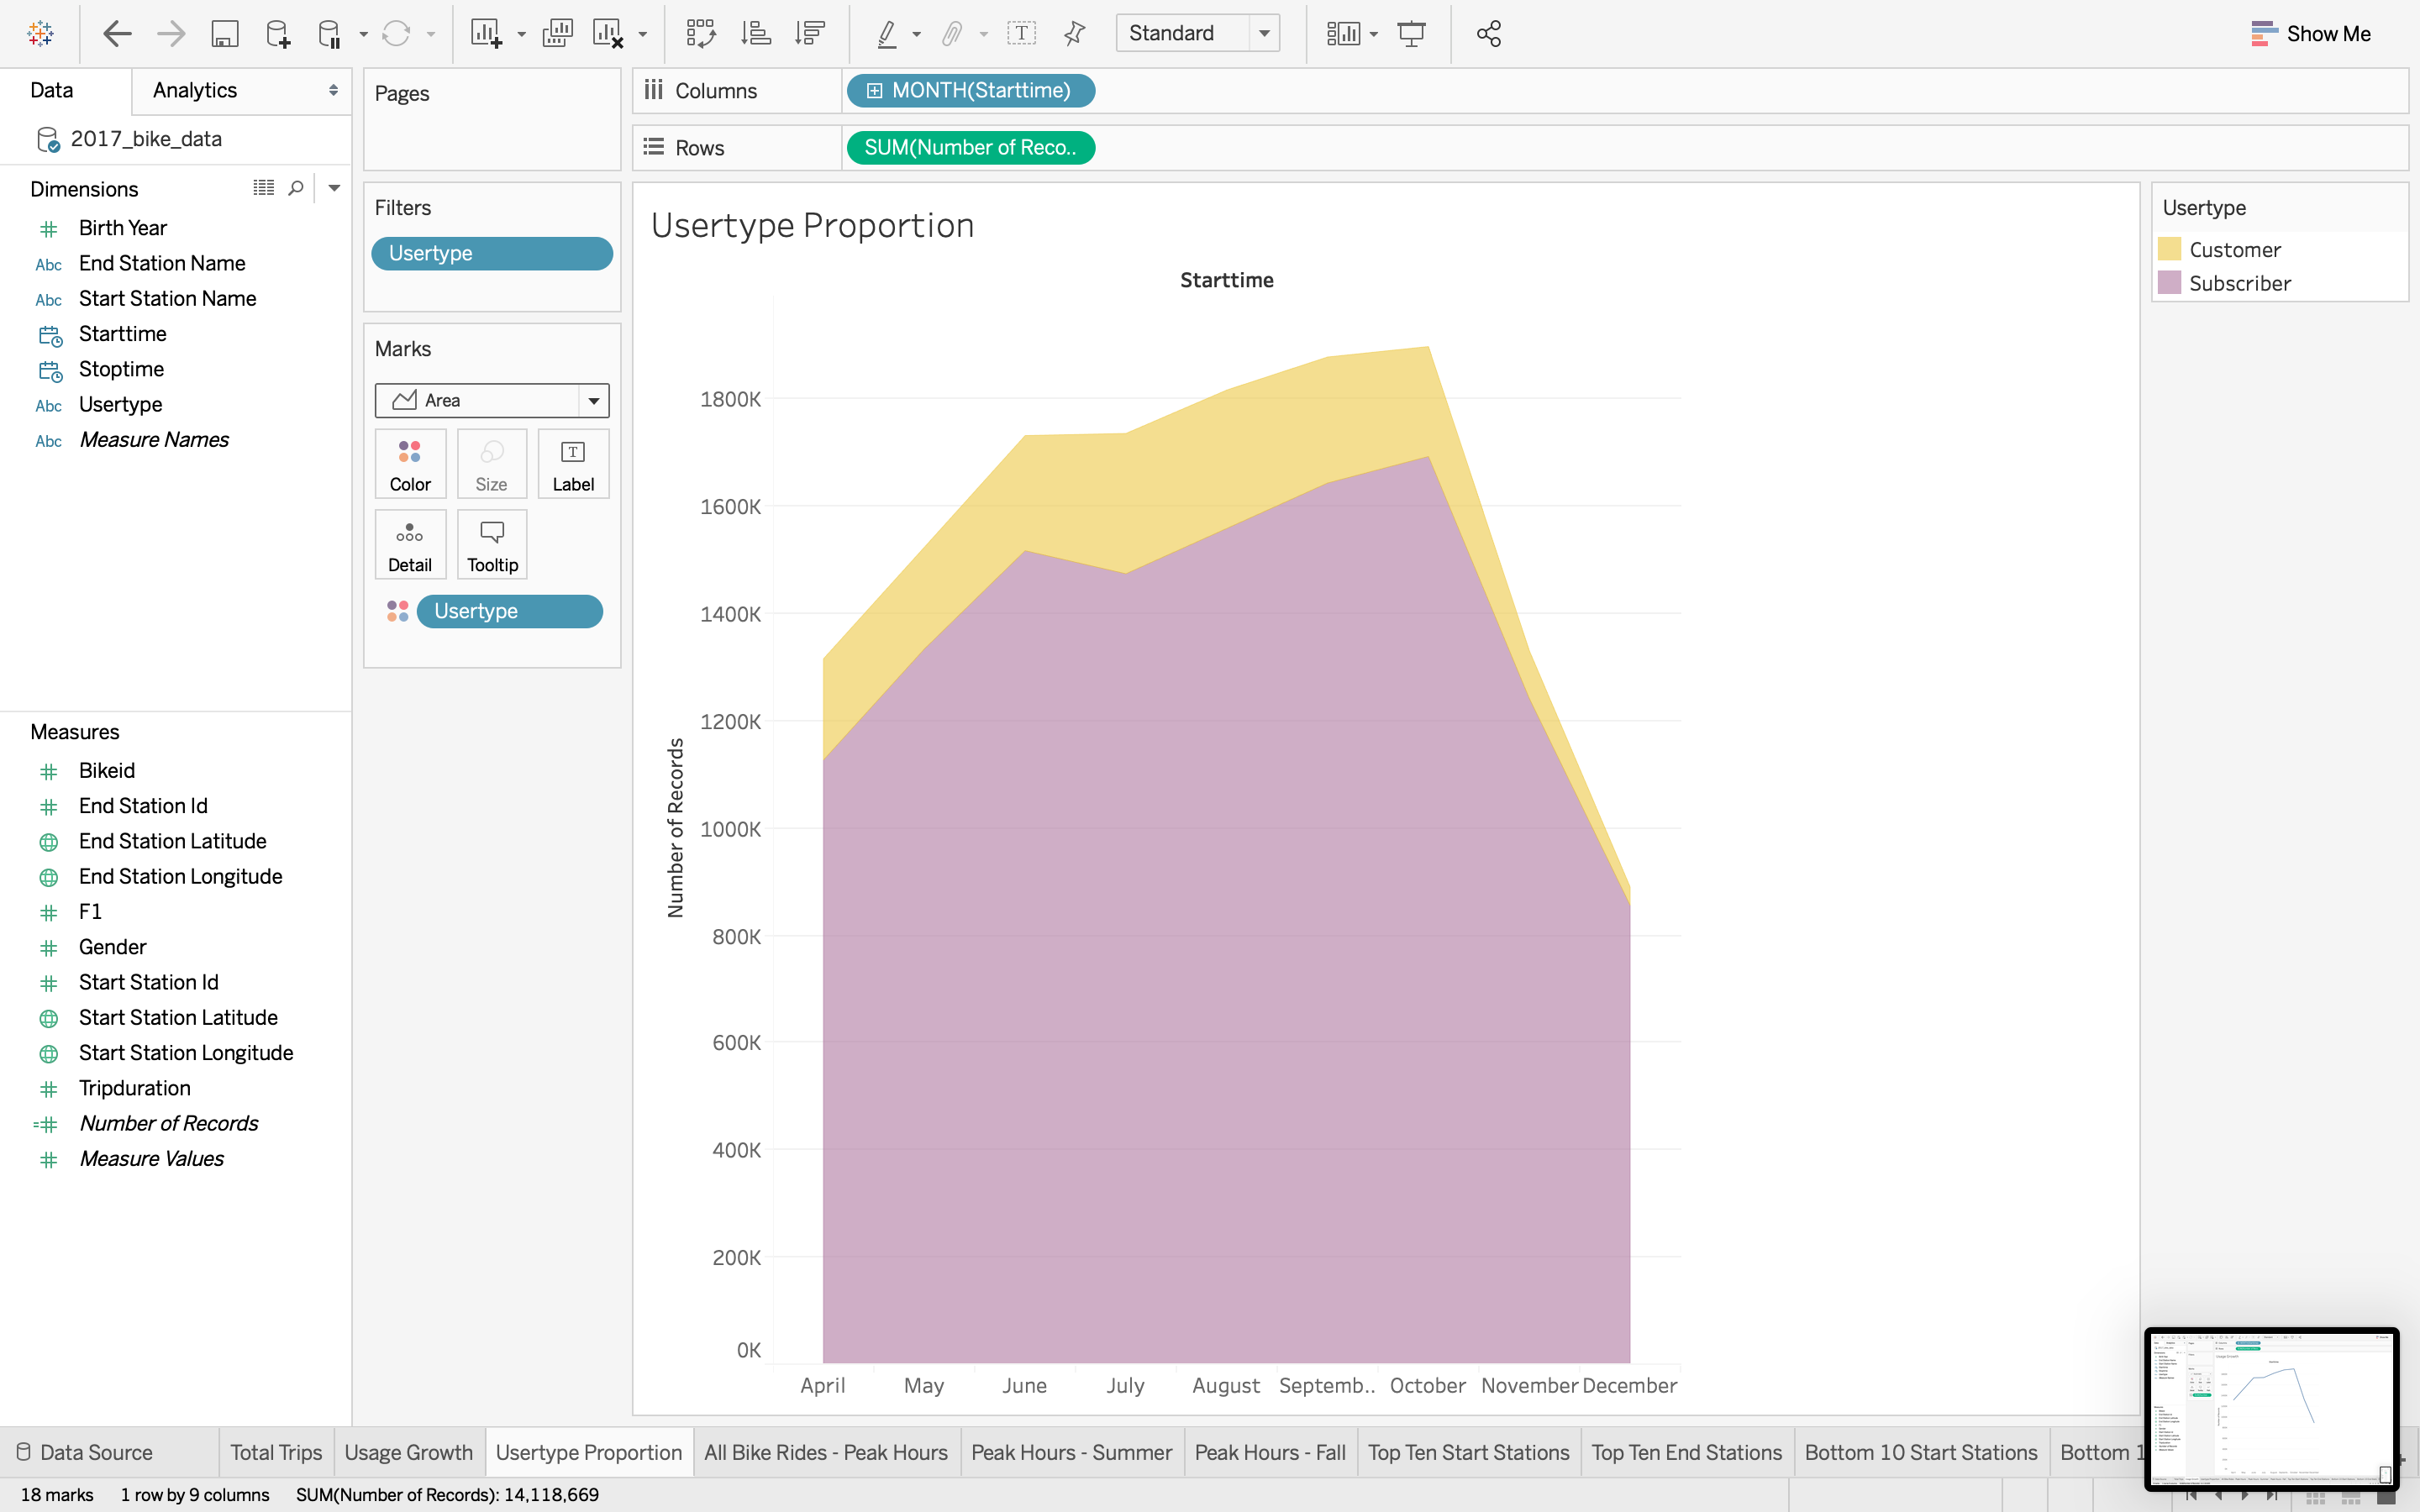 Standard
Show Me
Data
Analytics
2017_bike_data
Dimensions
Birth Year
Abc End Station Name
Abc Start Station Name
Starttime
Stoptime
Abc Usertype
Abc Measure Names
Measures
Bikeid
End Station Id
End Station Latitude
End Station Longitude
F1
Gender
Start Station Id
Start Station Latitude
Start Station Longitude
Tripduration
Number of Records
Measure Values
Pages
Filters
Usertype
Marks
Area
Color
Size
T
Label
Detail
Tooltip
Usertype
Columns
MONTH(Starttime)
Rows
SUM(Number of Reco..
Usertype Proportion
Starttime
Number of Records
1800K
1600K
1400K
1200K
1000K
800K
600K
400K
200K
0K
April May June July August Septemb.. October November December
Usertype
Customer
Subscriber
Data Source
Total Trips
Usage Growth
Usertype Proportion
All Bike Rides - Peak Hours
Peak Hours - Summer
Peak Hours - Fall
Top Ten Start Stations
Top Ten End Stations
Bottom 10 Start Stations
Bottom 1
18 marks
1 row by 9 columns
SUM(Number of Records): 14,118,669